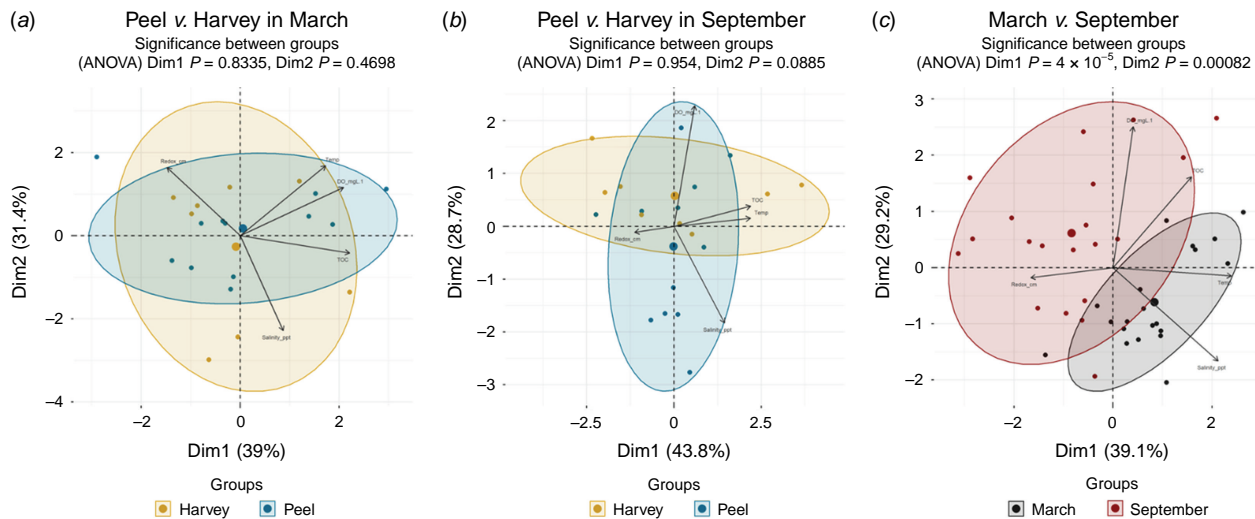 (a) Peel v. Harvey in March
Significance between groups
(ANOVA) Dim1 P = 0.8335, Dim2 P = 0.4698
2
0
−2
−4
Dim2 (31.4%)
Redox_cm
Temp
DO_mgL.1
TOC
Salinity_ppt
−2 0 2
Dim1 (39%)
Groups
Harvey Peel
(b) Peel v. Harvey in September
Significance between groups
(ANOVA) Dim1 P = 0.954, Dim2 P = 0.0885
2
1
0
−1
−2
−3
Dim2 (28.7%)
DO_mgL.1
TOC
Temp
Redox_cm
Salinity_ppt
−2.5 0 2.5
Dim1 (43.8%)
Groups
Harvey Peel
(c) March v. September
Significance between groups
(ANOVA) Dim1 P = 4 × 10⁻⁵, Dim2 P = 0.00082
3
2
1
0
−1
−2
Dim2 (29.2%)
DO_mgL.1
TOC
Redox_cm
Temp
Salinity_ppt
−2 0 2
Dim1 (39.1%)
Groups
March September